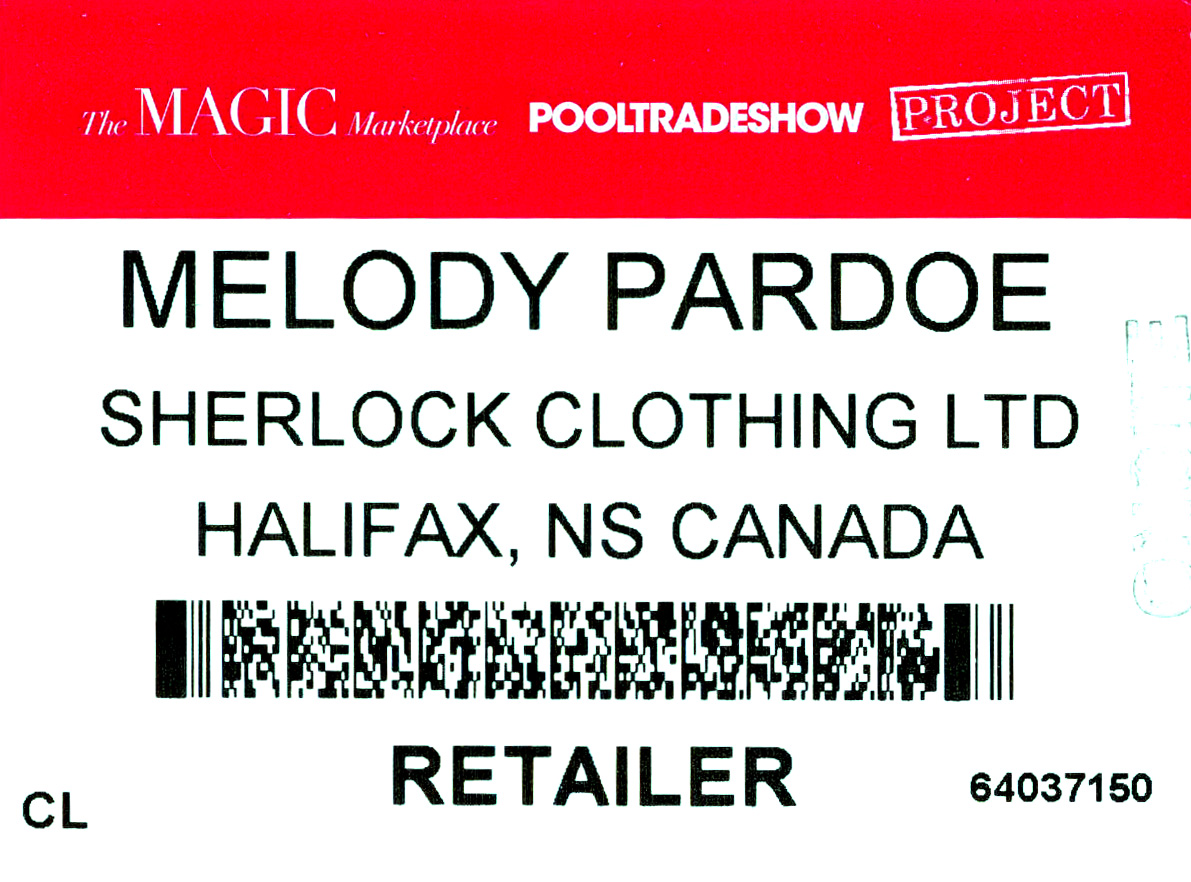 The MAGIC Marketplace POOLTRADESHOW PROJECT
MELODY PARDOE
SHERLOCK CLOTHING LTD
HALIFAX, NS CANADA
RETAILER
CL
64037150